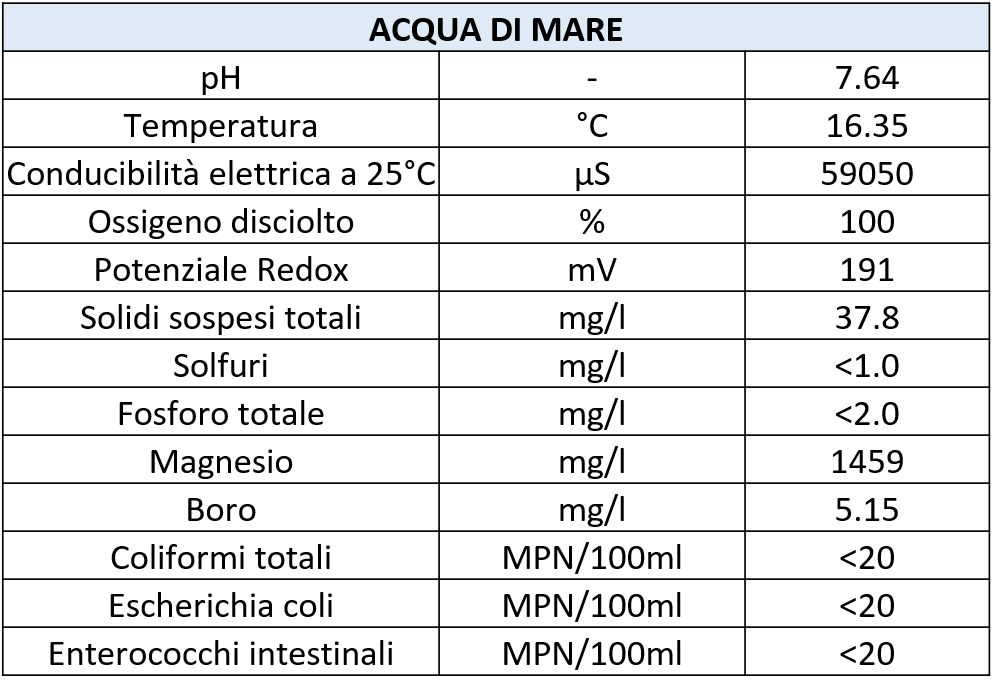 ACQUA DI MARE
pH - 7.64
Temperatura °C 16.35
Conducibilità elettrica a 25°C µS 59050
Ossigeno disciolto % 100
Potenziale Redox mV 191
Solidi sospesi totali mg/l 37.8
Solfuri mg/l <1.0
Fosforo totale mg/l <2.0
Magnesio mg/l 1459
Boro mg/l 5.15
Coliformi totali MPN/100ml <20
Escherichia coli MPN/100ml <20
Enterococchi intestinali MPN/100ml <20